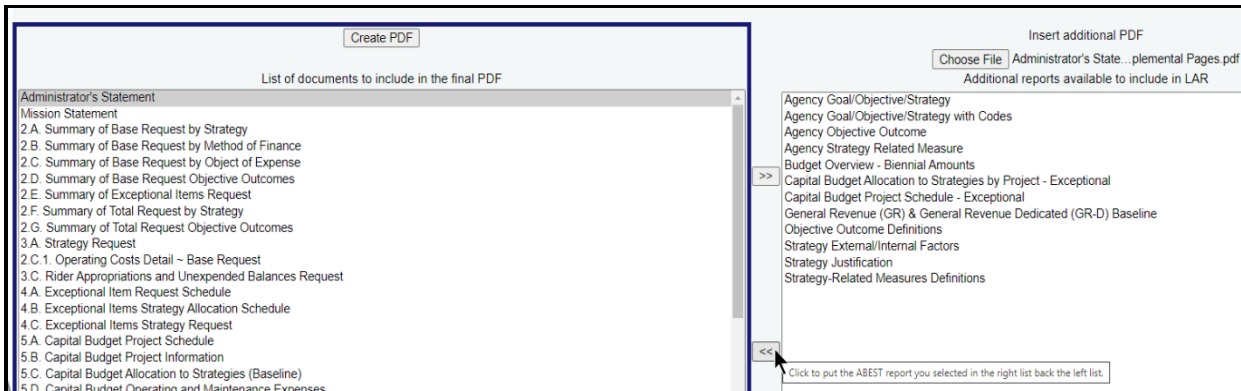 Create PDF
List of documents to include in the final PDF
Administrator's Statement
Mission Statement
2.A. Summary of Base Request by Strategy
2.B. Summary of Base Request by Method of Finance
2.C. Summary of Base Request by Object of Expense
2.D. Summary of Base Request Objective Outcomes
2.E. Summary of Exceptional Items Request
2.F. Summary of Total Request by Strategy
2.G. Summary of Total Request Objective Outcomes
3.A. Strategy Request
2.C.1. Operating Costs Detail ~ Base Request
3.C. Rider Appropriations and Unexpended Balances Request
4.A. Exceptional Item Request Schedule
4.B. Exceptional Items Strategy Allocation Schedule
4.C. Exceptional Items Strategy Request
5.A. Capital Budget Project Schedule
5.B. Capital Budget Project Information
5.C. Capital Budget Allocation to Strategies (Baseline)
5.D. Capital Budget Operating and Maintenance Expenses
>>
<<
Insert additional PDF
Choose File Administrator's State...plemental Pages.pdf
Additional reports available to include in LAR
Agency Goal/Objective/Strategy
Agency Goal/Objective/Strategy with Codes
Agency Objective Outcome
Agency Strategy Related Measure
Budget Overview - Biennial Amounts
Capital Budget Allocation to Strategies by Project - Exceptional
Capital Budget Project Schedule - Exceptional
General Revenue (GR) & General Revenue Dedicated (GR-D) Baseline
Objective Outcome Definitions
Strategy External/Internal Factors
Strategy Justification
Strategy-Related Measures Definitions
Click to put the ABEST report you selected in the right list back the left list.